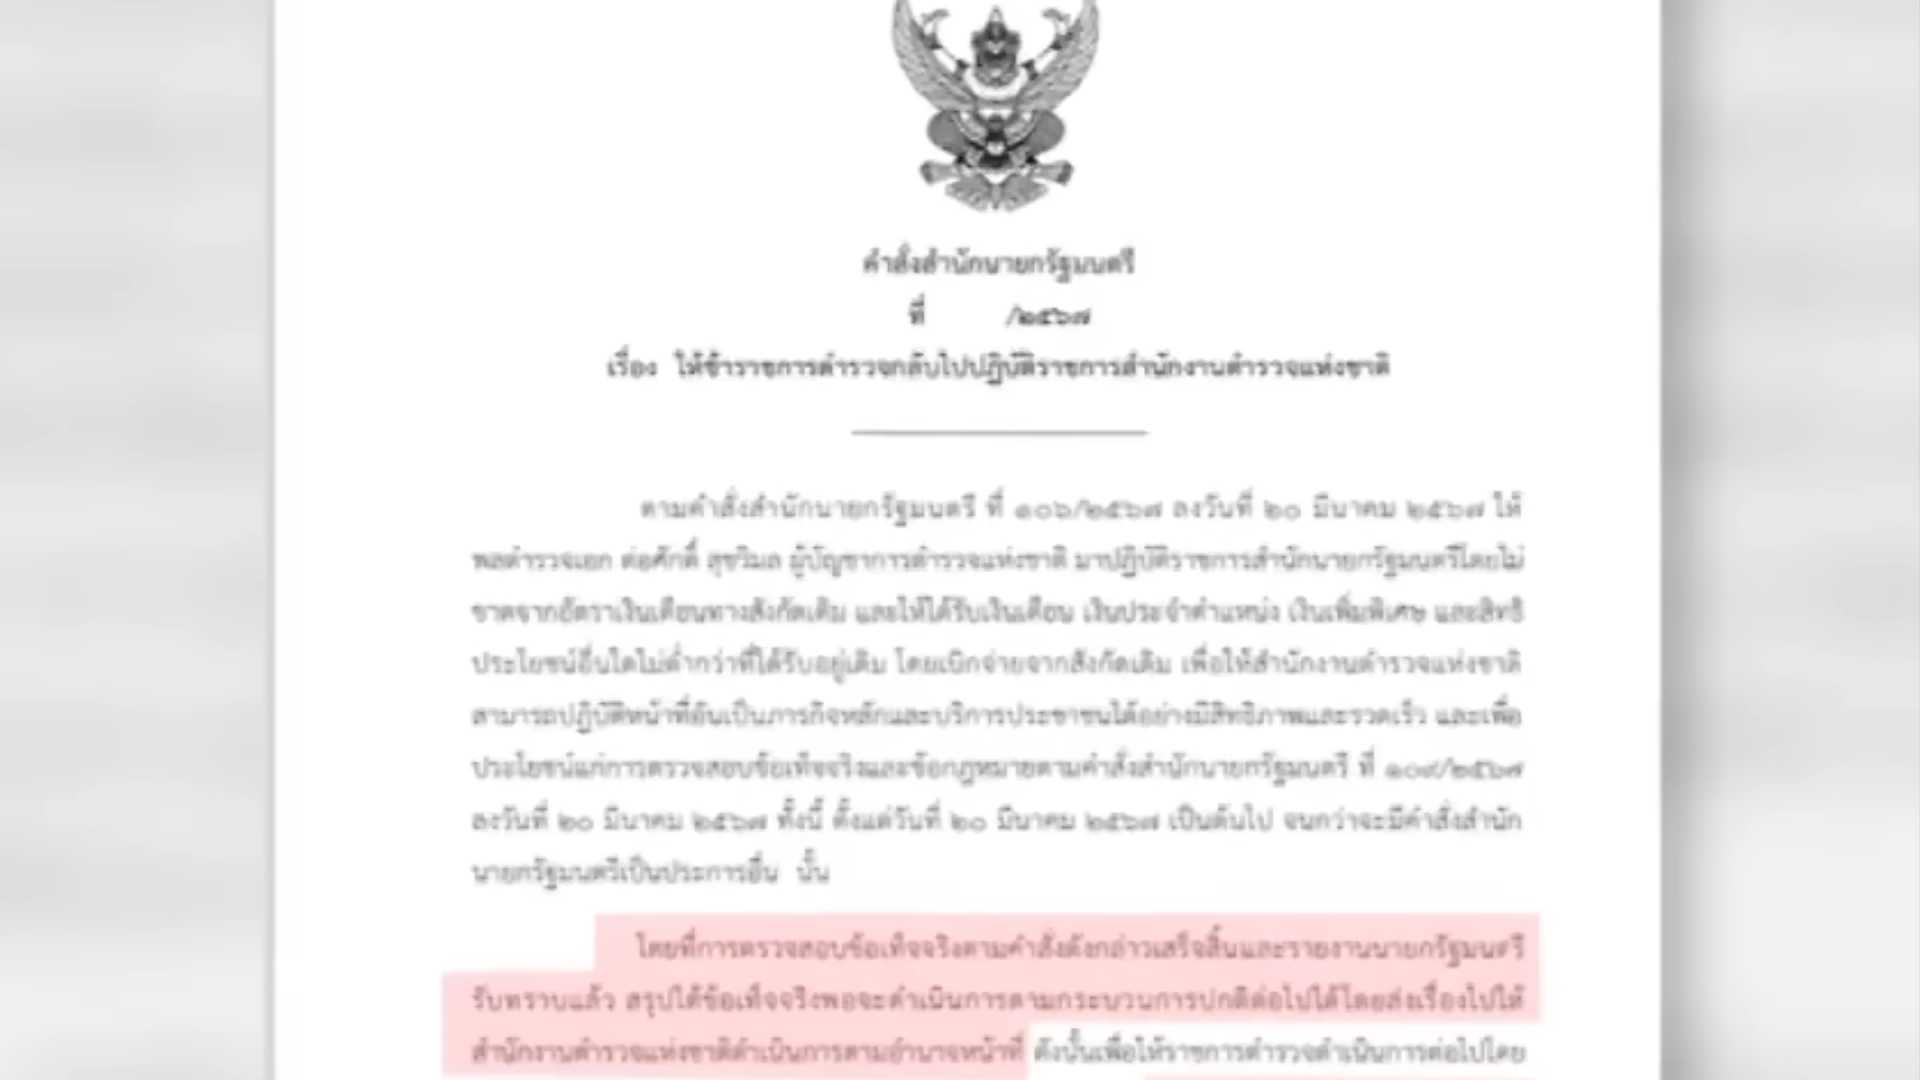 คำสั่งสำนักนายกรัฐมนตรี
ที่ /๒๕๖๗
เรื่อง ให้ข้าราชการตำรวจกลับไปปฏิบัติราชการสำนักงานตำรวจแห่งชาติ
ตามคำสั่งสำนักนายกรัฐมนตรี ที่ ๑๐๖/๒๕๖๗ ลงวันที่ ๒๐ มีนาคม ๒๕๖๗ ให้
พลตำรวจเอก ต่อศักดิ์ สุขวิมล ผู้บัญชาการตำรวจแห่งชาติ มาปฏิบัติราชการสำนักนายกรัฐมนตรีโดยไม่
ขาดจากอัตราเงินเดือนทางสังกัดเดิม และให้ได้รับเงินเดือน เงินประจำตำแหน่ง เงินเพิ่มพิเศษ และสิทธิ
ประโยชน์อื่นใดไม่ต่ำกว่าที่ได้รับอยู่เดิม โดยเบิกจ่ายจากสังกัดเดิม เพื่อให้สำนักงานตำรวจแห่งชาติ
สามารถปฏิบัติหน้าที่อันเป็นภารกิจหลักและบริการประชาชนได้อย่างมีสิทธิภาพและรวดเร็ว และเพื่อ
ประโยชน์แก่การตรวจสอบข้อเท็จจริงและข้อกฎหมายตามคำสั่งสำนักนายกรัฐมนตรี ที่ ๑๐๙/๒๕๖๗
ลงวันที่ ๒๐ มีนาคม ๒๕๖๗ ทั้งนี้ ตั้งแต่วันที่ ๒๐ มีนาคม ๒๕๖๗ เป็นต้นไป จนกว่าจะมีคำสั่งสำนัก
นายกรัฐมนตรีเป็นประการอื่น นั้น
โดยที่การตรวจสอบข้อเท็จจริงตามคำสั่งดังกล่าวเสร็จสิ้นและรายงานนายกรัฐมนตรี
รับทราบแล้ว สรุปได้ข้อเท็จจริงพอจะดำเนินการตามกระบวนการปกติต่อไปได้โดยส่งเรื่องไปให้
สำนักงานตำรวจแห่งชาติดำเนินการตามอำนาจหน้าที่ ดังนั้นเพื่อให้ราชการตำรวจดำเนินการต่อไปโดย